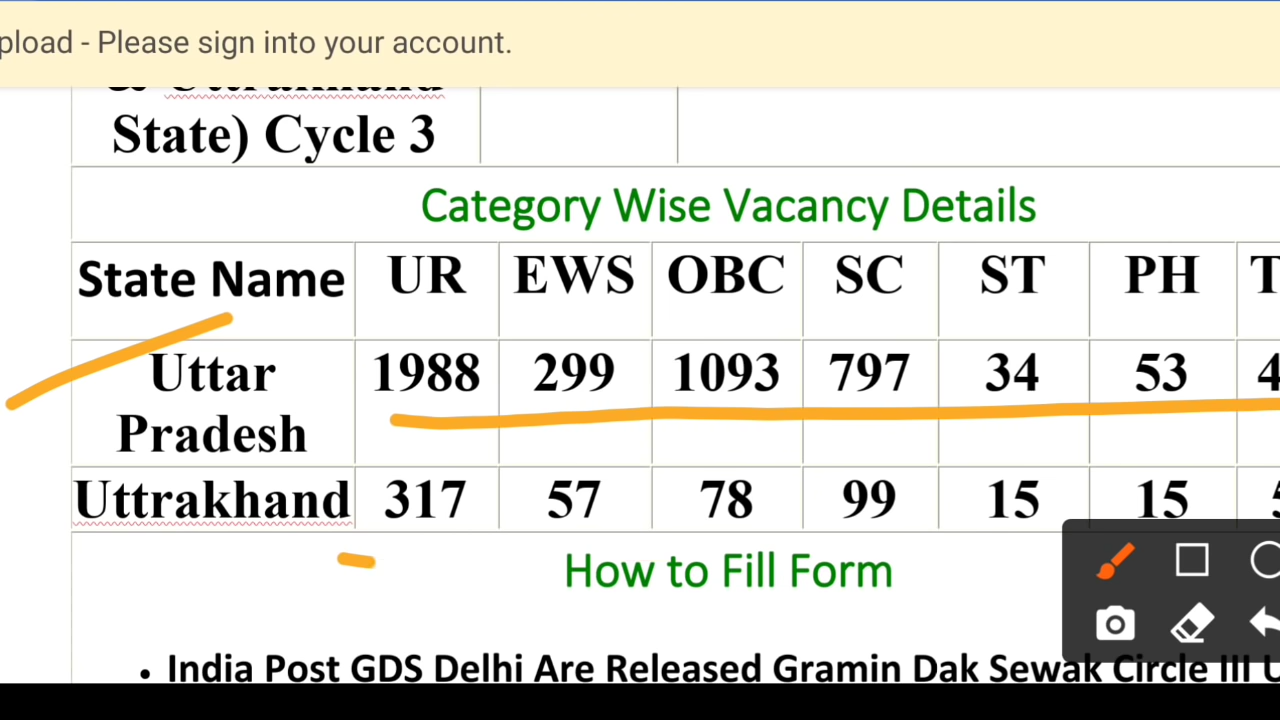 pload - Please sign into your account.
State) Cycle 3
Category Wise Vacancy Details
State Name UR EWS OBC SC ST PH T
Uttar Pradesh 1988 299 1093 797 34 53 4
Uttrakhand 317 57 78 99 15 15 5
How to Fill Form
• India Post GDS Delhi Are Released Gramin Dak Sewak Circle III U